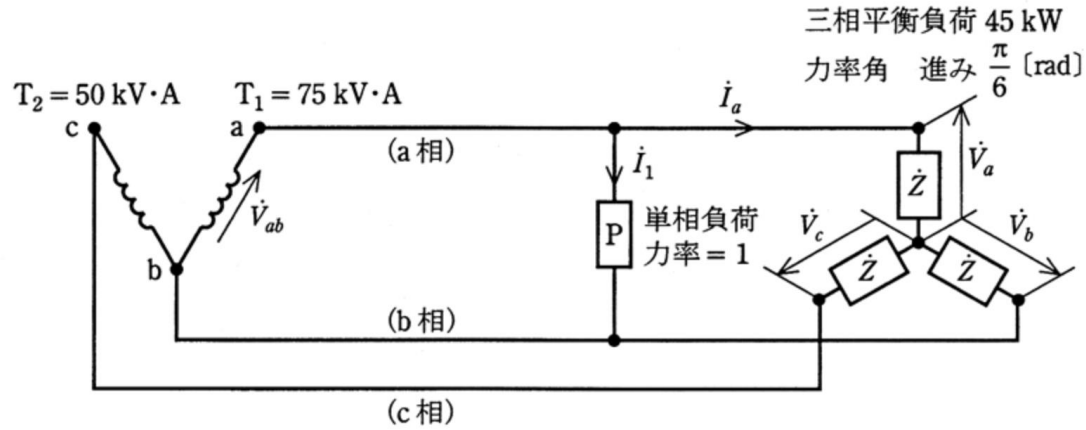 三相平衡負荷 45 kW
力率角 進み π/6 〔rad〕
T₂ = 50 kV·A
T₁ = 75 kV·A
c
a
(a 相)
İₐ
İ₁
V̇ₐ
Ż
V̇ab
b
P
単相負荷
力率 = 1
V̇c
V̇b
Ż
Ż
(b 相)
(c 相)